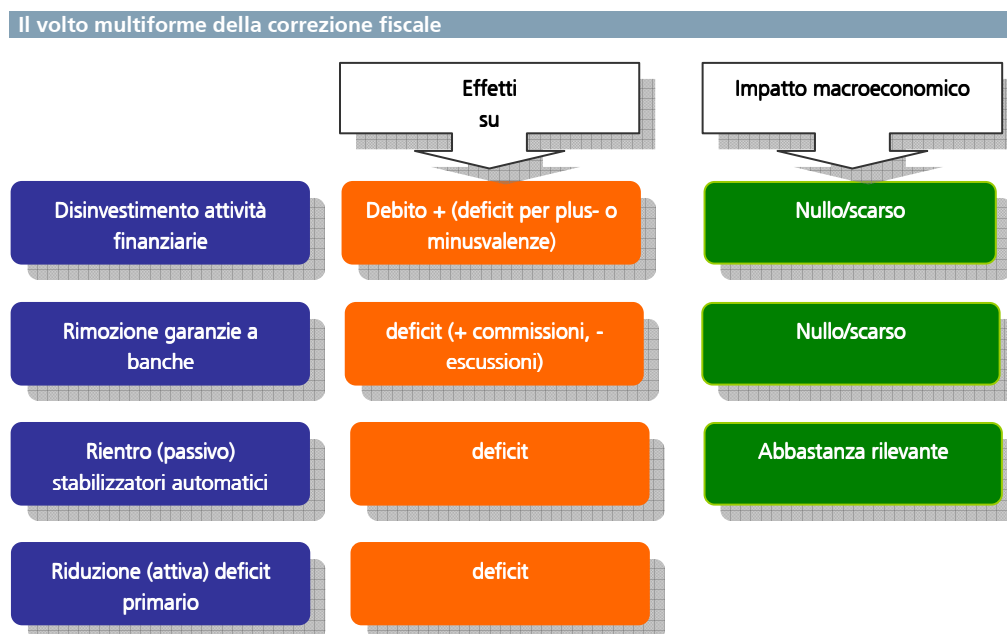 Il volto multiforme della correzione fiscale
Effetti
su
Impatto macroeconomico
Disinvestimento attività
finanziarie
Debito + (deficit per plus- o
minusvalenze)
Nullo/scarso
Rimozione garanzie a
banche
deficit (+ commissioni, -
escussioni)
Nullo/scarso
Rientro (passivo)
stabilizzatori automatici
deficit
Abbastanza rilevante
Riduzione (attiva) deficit
primario
deficit